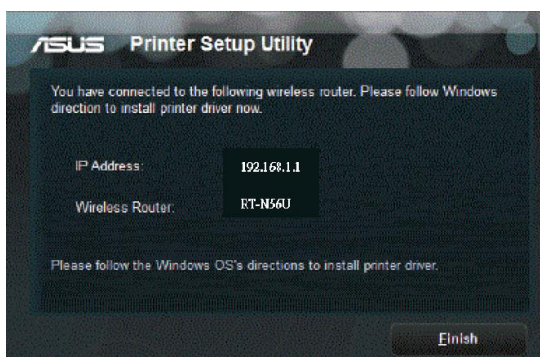 ASUS Printer Setup Utility
You have connected to the following wireless router. Please follow Windows
direction to install printer driver now.
IP Address: 192.168.1.1
Wireless Router: RT-N56U
Please follow the Windows OS's directions to install printer driver.
Finish